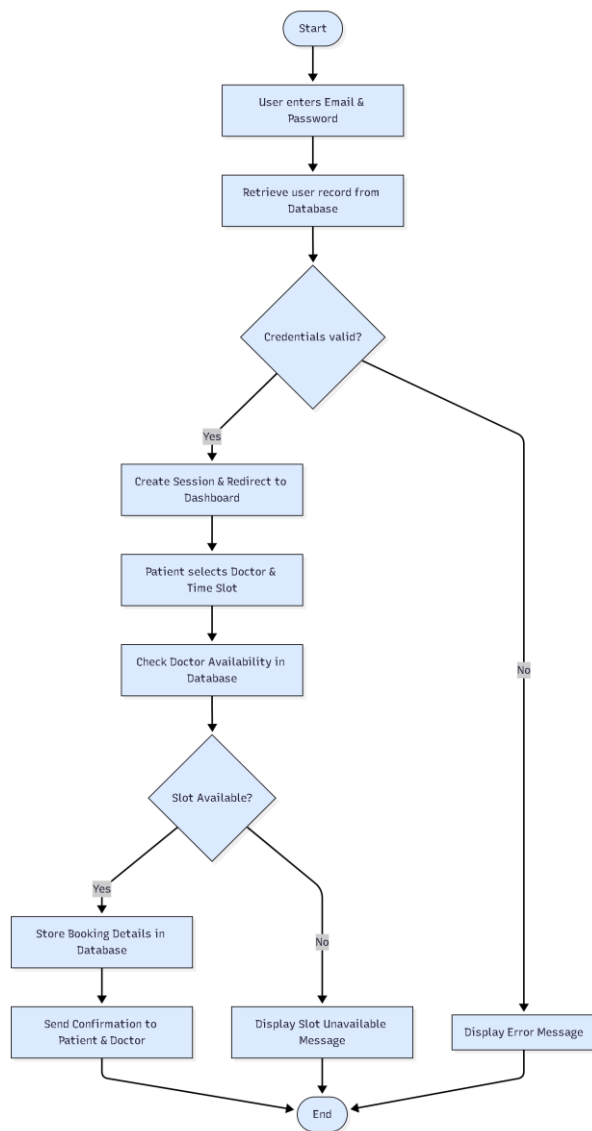 Start
User enters Email &
Password
Retrieve user record from
Database
Credentials valid?
Yes
Create Session & Redirect to
Dashboard
Patient selects Doctor &
Time Slot
Check Doctor Availability in
Database
No
Slot Available?
Yes
Store Booking Details in
Database
No
Send Confirmation to
Patient & Doctor
Display Slot Unavailable
Message
Display Error Message
End